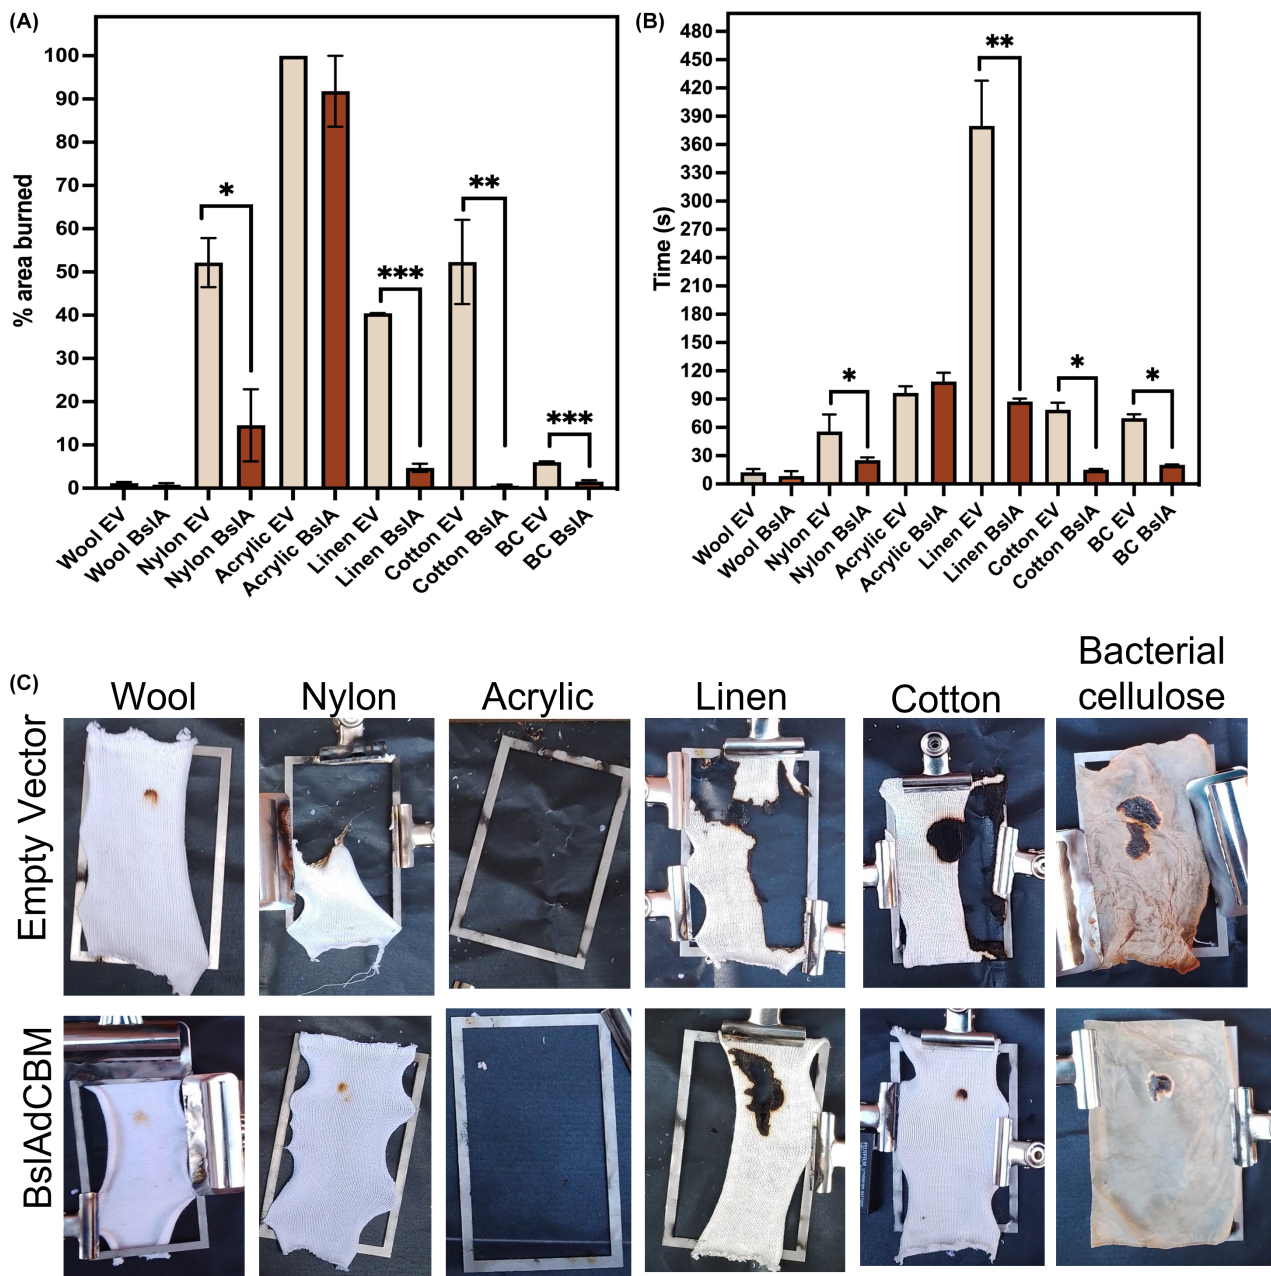 (A)
% area burned
100
90
80
70
60
50
40
30
20
10
0
*
***
**
***
Wool EV
Wool BslA
Nylon EV
Nylon BslA
Acrylic EV
Acrylic BslA
Linen EV
Linen BslA
Cotton EV
Cotton BslA
BC EV
BC BslA
(B)
Time (s)
480
450
420
390
360
330
300
270
240
210
180
150
120
90
60
30
0
*
**
*
*
Wool EV
Wool BslA
Nylon EV
Nylon BslA
Acrylic EV
Acrylic BslA
Linen EV
Linen BslA
Cotton EV
Cotton BslA
BC EV
BC BslA
(C)
Wool
Nylon
Acrylic
Linen
Cotton
Bacterial
cellulose
Empty Vector
BslAdCBM